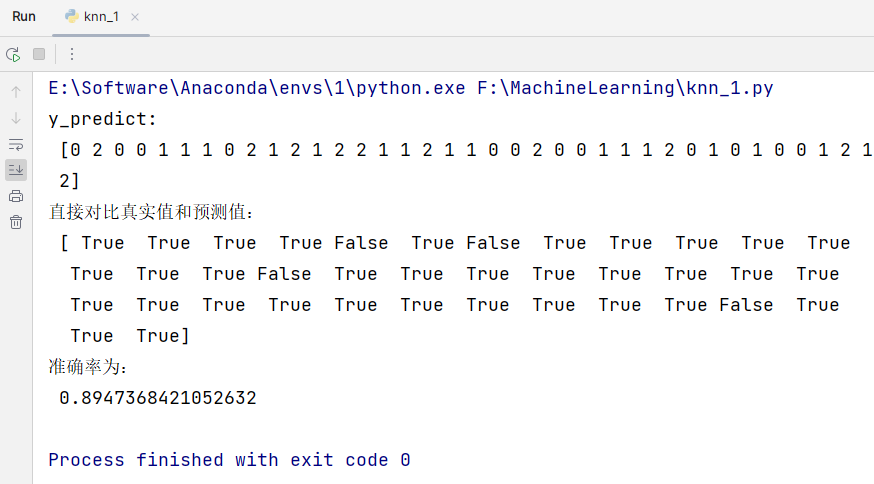 Run knn_1
E:\Software\Anaconda\envs\1\python.exe F:\MachineLearning\knn_1.py
y_predict:
[0 2 0 0 1 1 1 0 2 1 2 1 2 2 1 1 2 1 1 0 0 2 0 0 1 1 1 2 0 1 0 1 0 0 1 2 1
2]
直接对比真实值和预测值:
[ True  True  True  True False  True False  True  True  True  True  True
True  True  True False  True  True  True  True  True  True  True  True
True  True  True  True  True  True  True  True  True  True False  True
True  True]
准确率为:
0.8947368421052632
Process finished with exit code 0